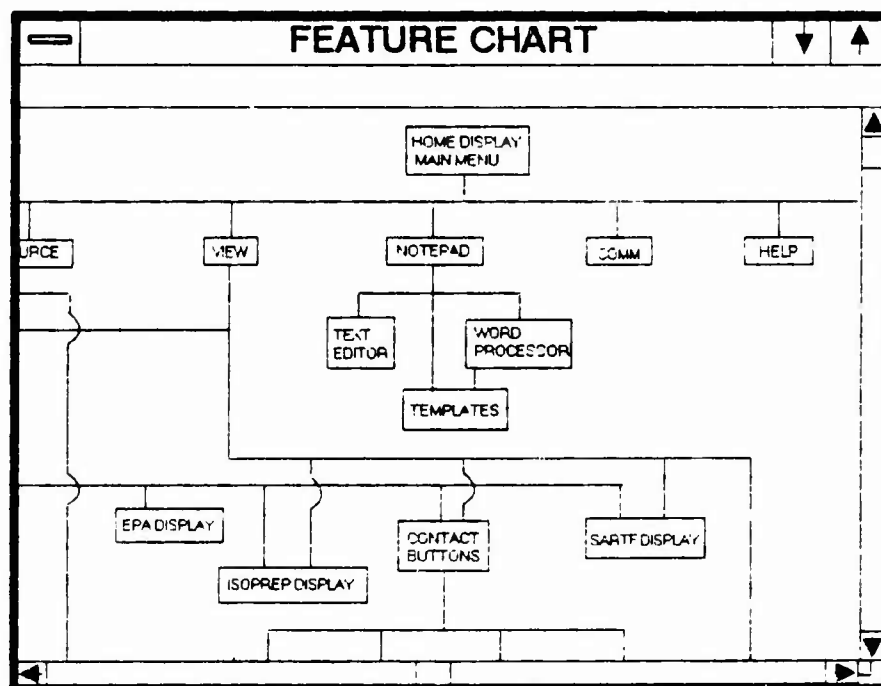 FEATURE CHART
HOME DISPLAY
MAIN MENU
URCE
VIEW
NOTEPAD
COMM
HELP
TEXT
EDITOR
WORD
PROCESSOR
TEMPLATES
EPA DISPLAY
CONTACT
BUTTONS
SARTF DISPLAY
ISOPREP DISPLAY